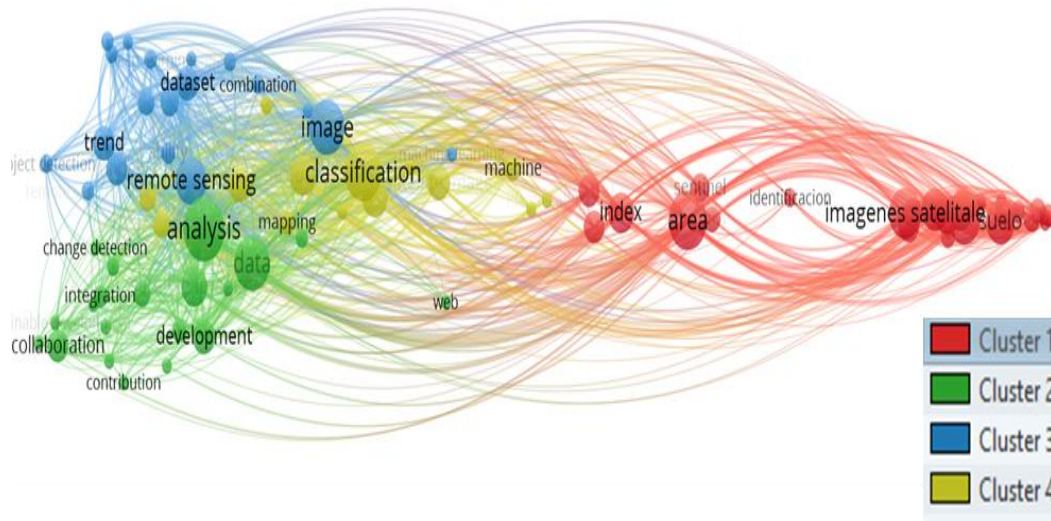 dataset
combination
image
trend
remote sensing
classification
machine
sentinel
identificacion
index
area
imagenes satelitale
suelo
analysis
mapping
change detection
data
integration
web
collaboration
development
contribution
Cluster 1
Cluster 2
Cluster 3
Cluster 4